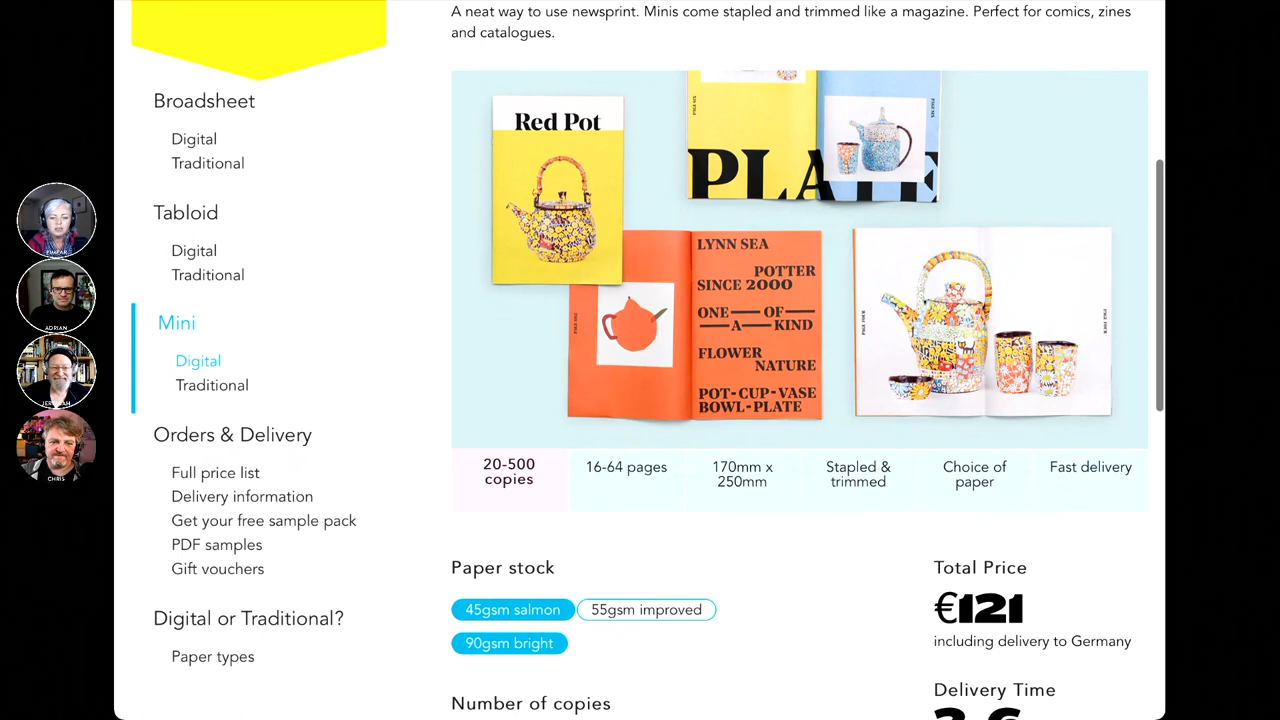 A neat way to use newsprint. Minis come stapled and trimmed like a magazine. Perfect for comics, zines
and catalogues.
Broadsheet
Digital
Traditional
Tabloid
Digital
Traditional
Mini
Digital
Traditional
Orders & Delivery
Full price list
Delivery information
Get your free sample pack
PDF samples
Gift vouchers
Digital or Traditional?
Paper types
ADRIAN
CHRIS
Red Pot
PLATE
LYNN SEA
POTTER
SINCE 2000
ONE — OF —
— A — KIND
FLOWER
NATURE
POT-CUP-VASE
BOWL-PLATE
PAGE FOUR
PAGE FOUR
20-500
copies
16-64 pages
170mm x
250mm
Stapled &
trimmed
Choice of
paper
Fast delivery
Paper stock
45gsm salmon
55gsm improved
90gsm bright
Number of copies
Total Price
€121
including delivery to Germany
Delivery Time